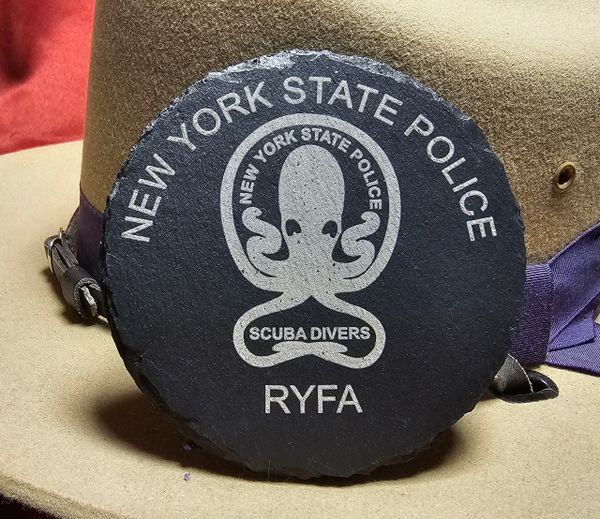 NEW YORK STATE POLICE
NEW YORK STATE POLICE
SCUBA DIVERS
RYFA